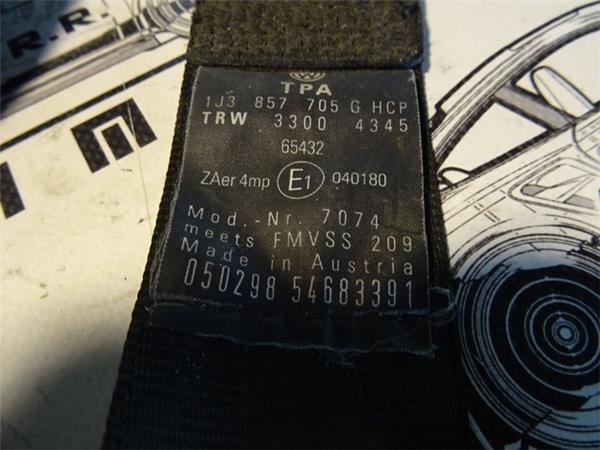 R.R.
TPA
1J3 857 705 G HCP
TRW 3300 4345
65432
ZAer 4mp E1 040180
Mod.-Nr. 7074
meets FMVSS 209
Made in Austria
050298 54683391